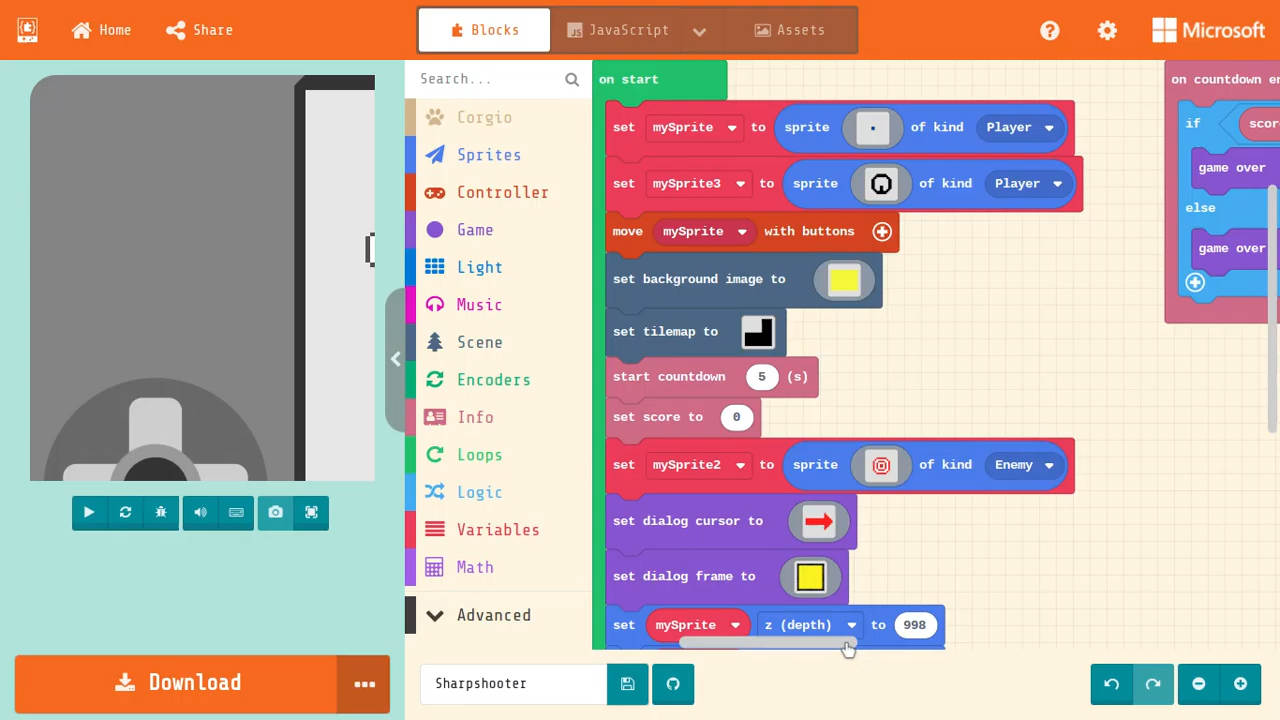 Home
Share
Blocks
JS JavaScript
Assets
Microsoft
Search...
Corgio
Sprites
Controller
Game
Light
Music
Scene
Encoders
Info
Loops
Logic
Variables
Math
Advanced
on start
set mySprite to sprite of kind Player
set mySprite3 to sprite of kind Player
move mySprite with buttons
set background image to
set tilemap to
start countdown 5 (s)
set score to 0
set mySprite2 to sprite of kind Enemy
set dialog cursor to
set dialog frame to
set mySprite z (depth) to 998
on countdown en
if scor
game over
else
game over
Download
Sharpshooter